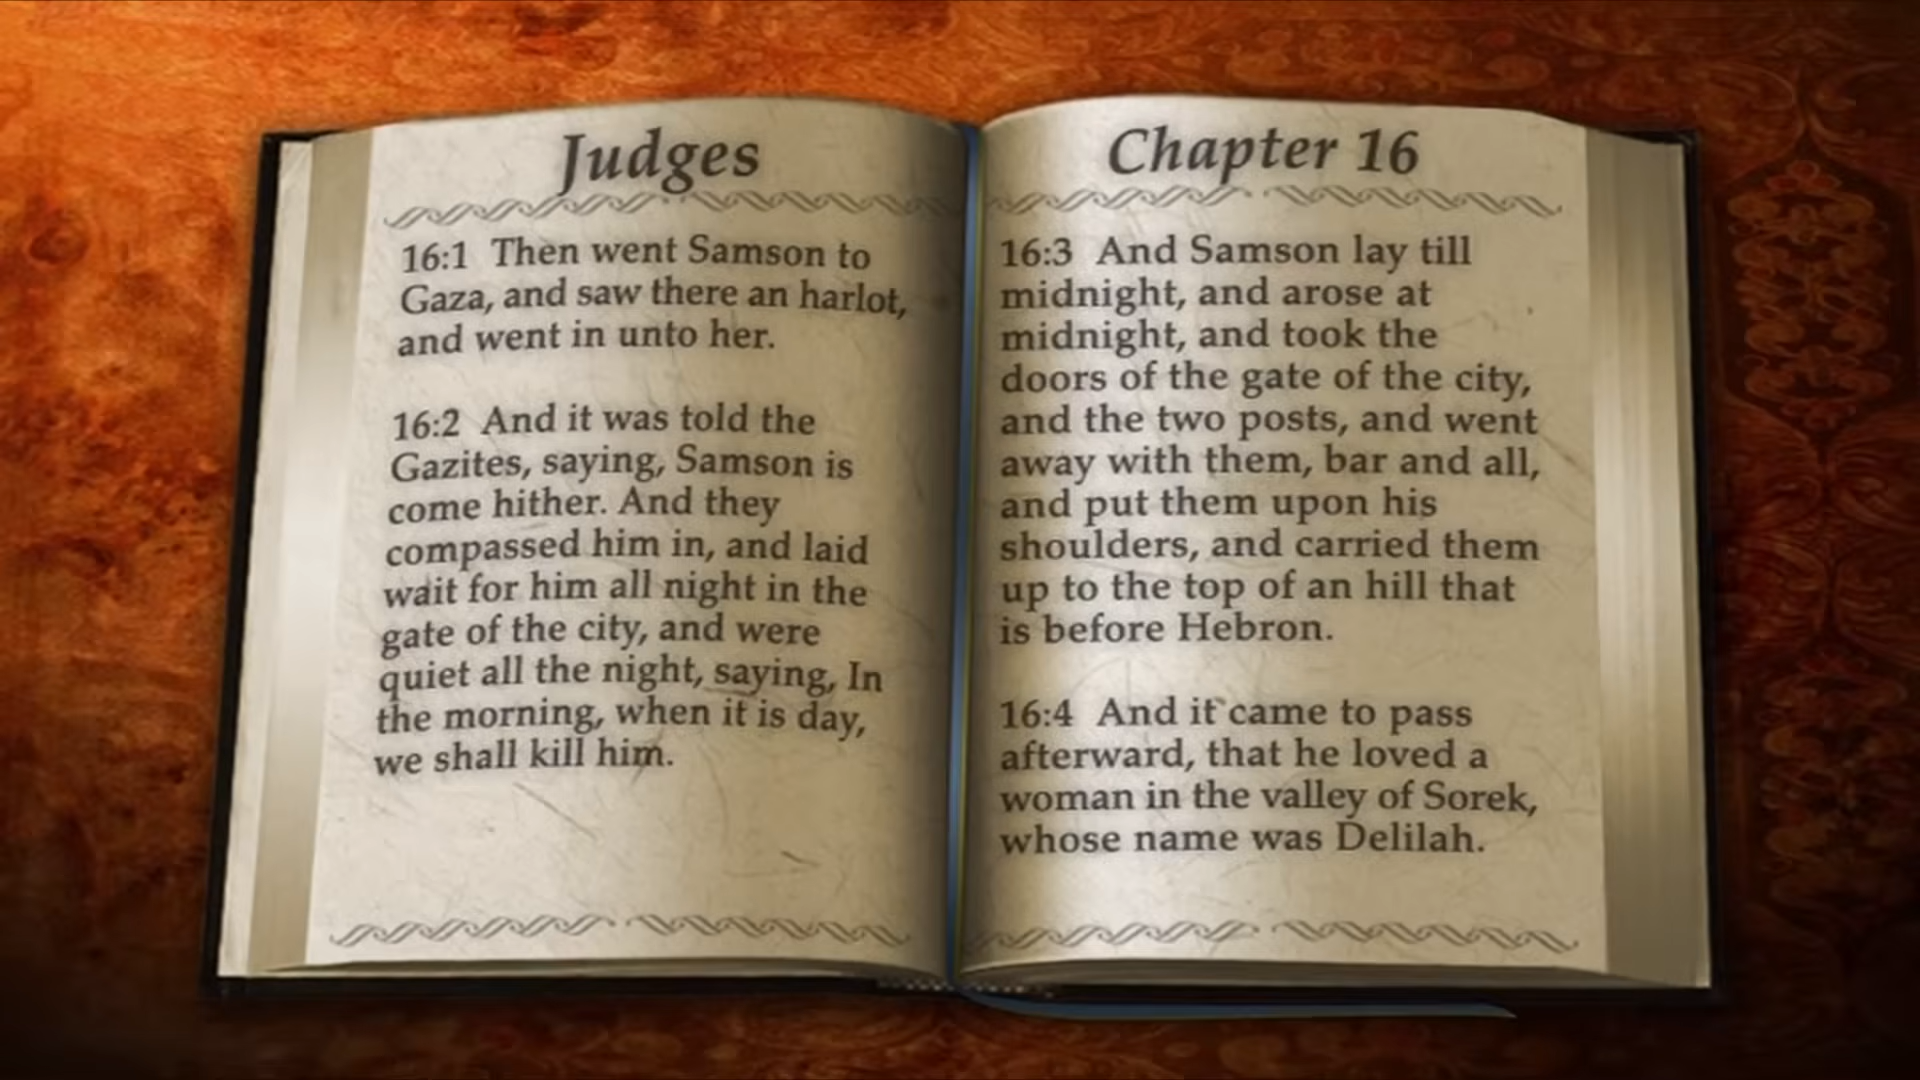 Judges
16:1 Then went Samson to
Gaza, and saw there an harlot,
and went in unto her.
16:2 And it was told the
Gazites, saying, Samson is
come hither. And they
compassed him in, and laid
wait for him all night in the
gate of the city, and were
quiet all the night, saying, In
the morning, when it is day,
we shall kill him.
Chapter 16
16:3 And Samson lay till
midnight, and arose at
midnight, and took the
doors of the gate of the city,
and the two posts, and went
away with them, bar and all,
and put them upon his
shoulders, and carried them
up to the top of an hill that
is before Hebron.
16:4 And it came to pass
afterward, that he loved a
woman in the valley of Sorek,
whose name was Delilah.